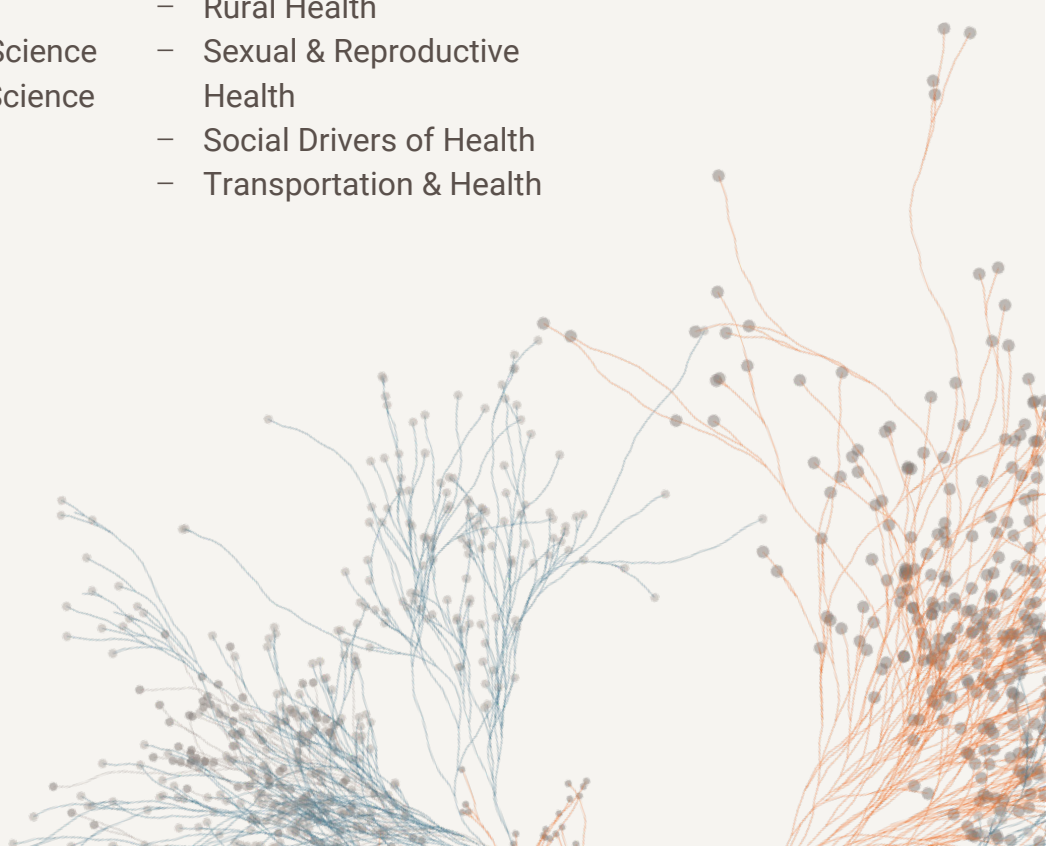 – Rural Health
Science
– Sexual & Reproductive
Science
Health
– Social Drivers of Health
– Transportation & Health